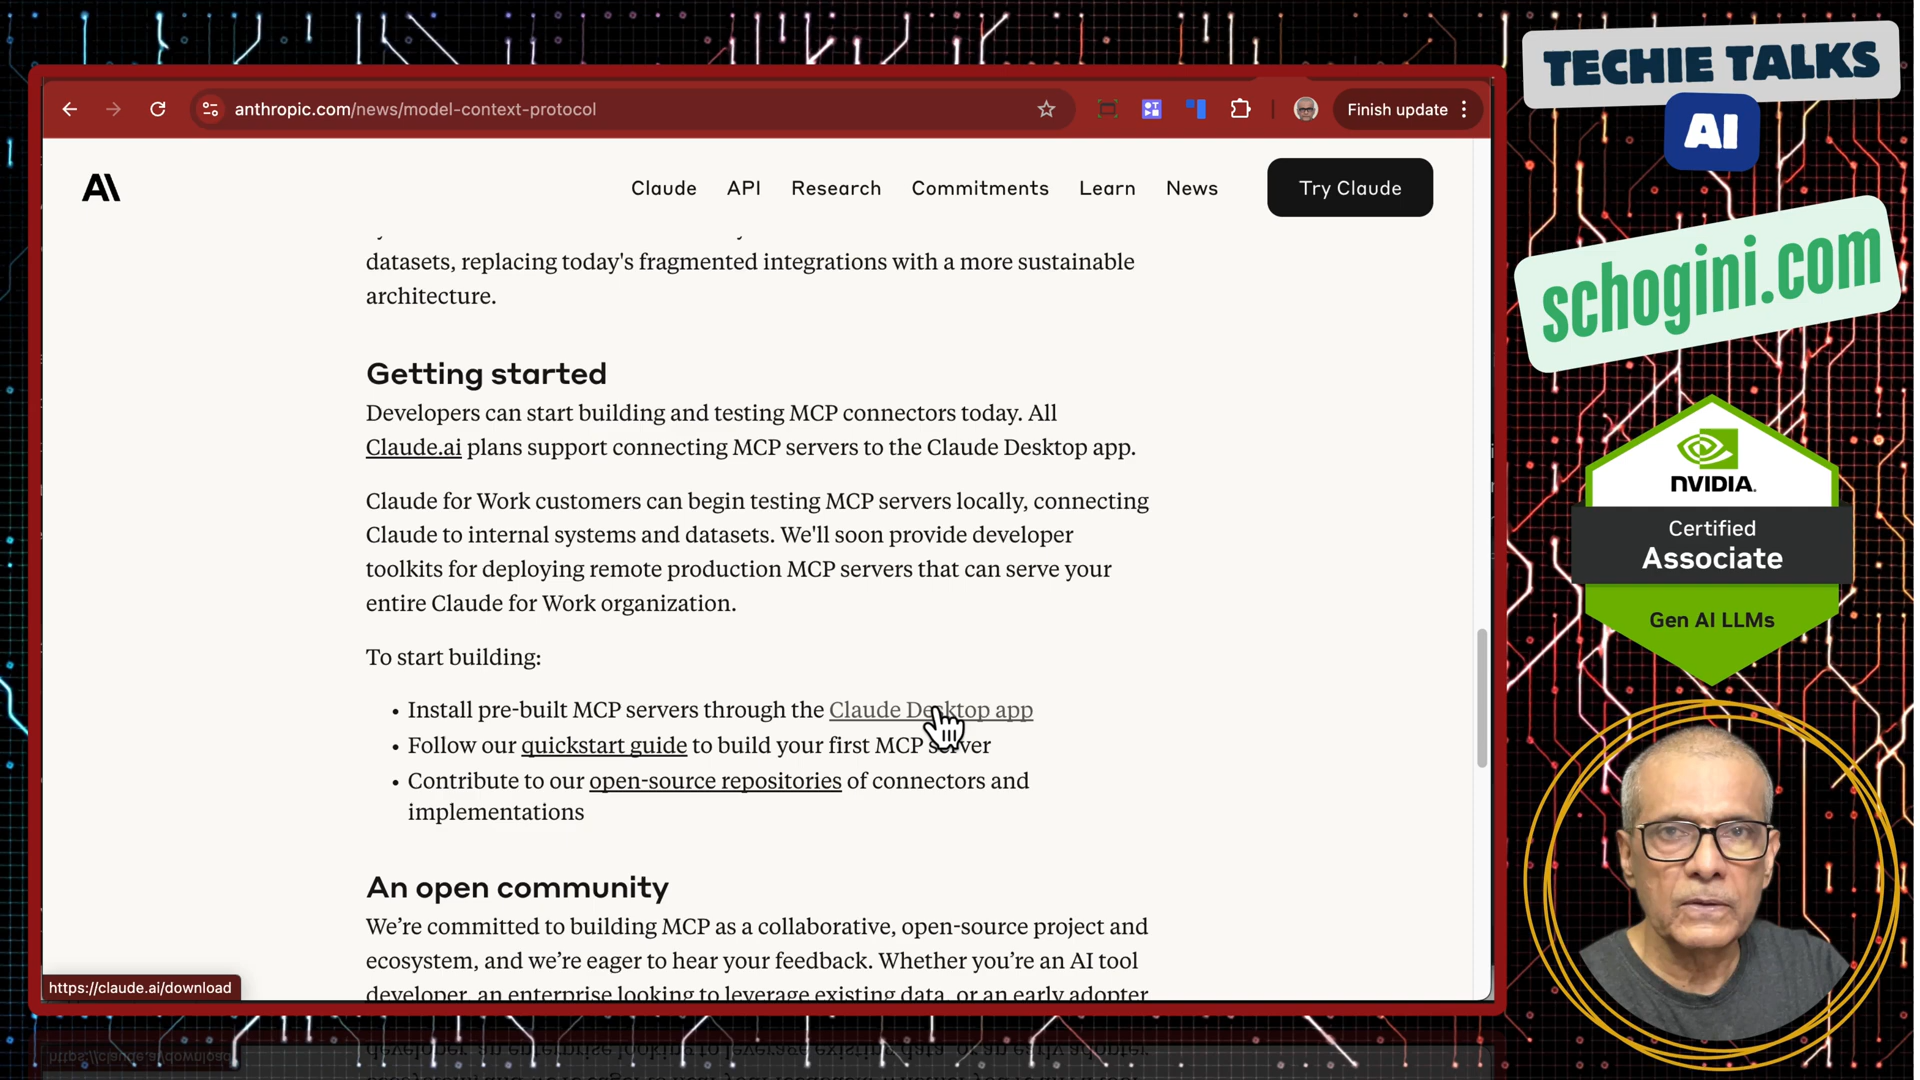 TECHIE TALKS
AI
schogini.com
NVIDIA.
Certified
Associate
Gen AI LLMs
anthropic.com/news/model-context-protocol
Finish update
A\
Claude API Research Commitments Learn News
Try Claude
datasets, replacing today's fragmented integrations with a more sustainable
architecture.
Getting started
Developers can start building and testing MCP connectors today. All
Claude.ai plans support connecting MCP servers to the Claude Desktop app.
Claude for Work customers can begin testing MCP servers locally, connecting
Claude to internal systems and datasets. We'll soon provide developer
toolkits for deploying remote production MCP servers that can serve your
entire Claude for Work organization.
To start building:
• Install pre-built MCP servers through the Claude Desktop app
• Follow our quickstart guide to build your first MCP server
• Contribute to our open-source repositories of connectors and
implementations
An open community
We’re committed to building MCP as a collaborative, open-source project and
ecosystem, and we’re eager to hear your feedback. Whether you’re an AI tool
developer, an enterprise looking to leverage existing data, or an early adopter
https://claude.ai/download